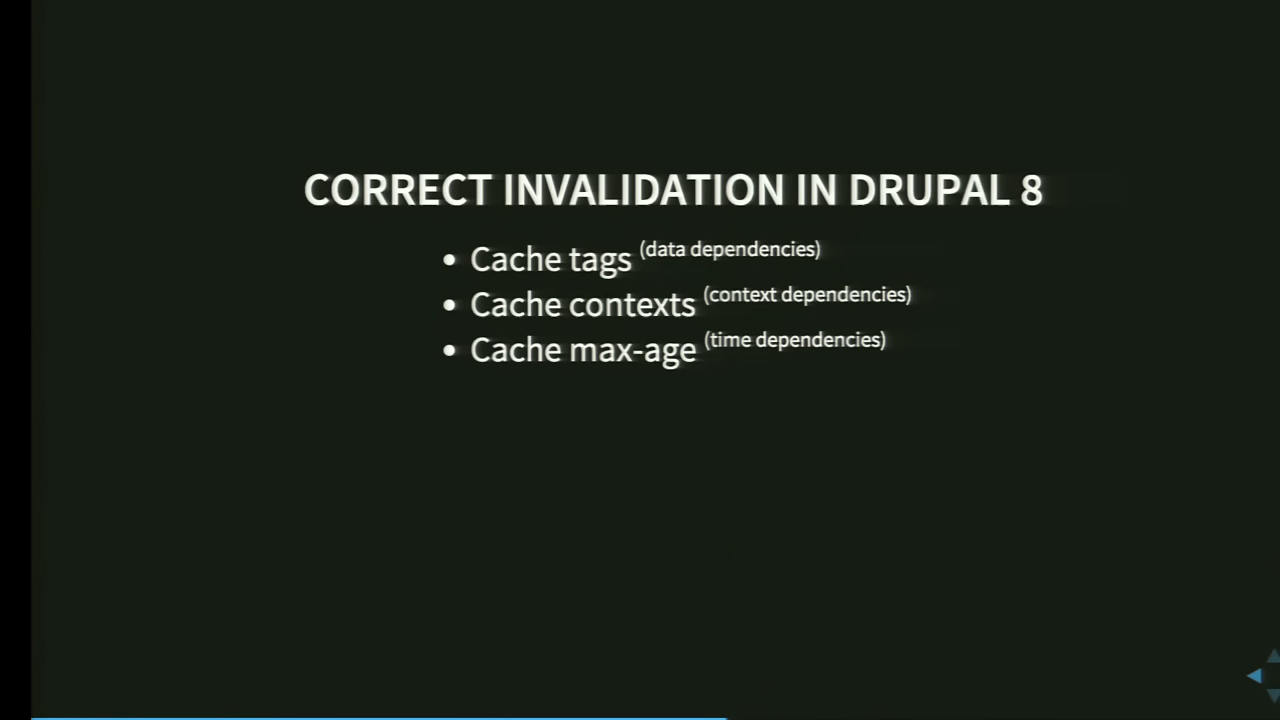 CORRECT INVALIDATION IN DRUPAL 8
• Cache tags (data dependencies)
• Cache contexts (context dependencies)
• Cache max-age (time dependencies)